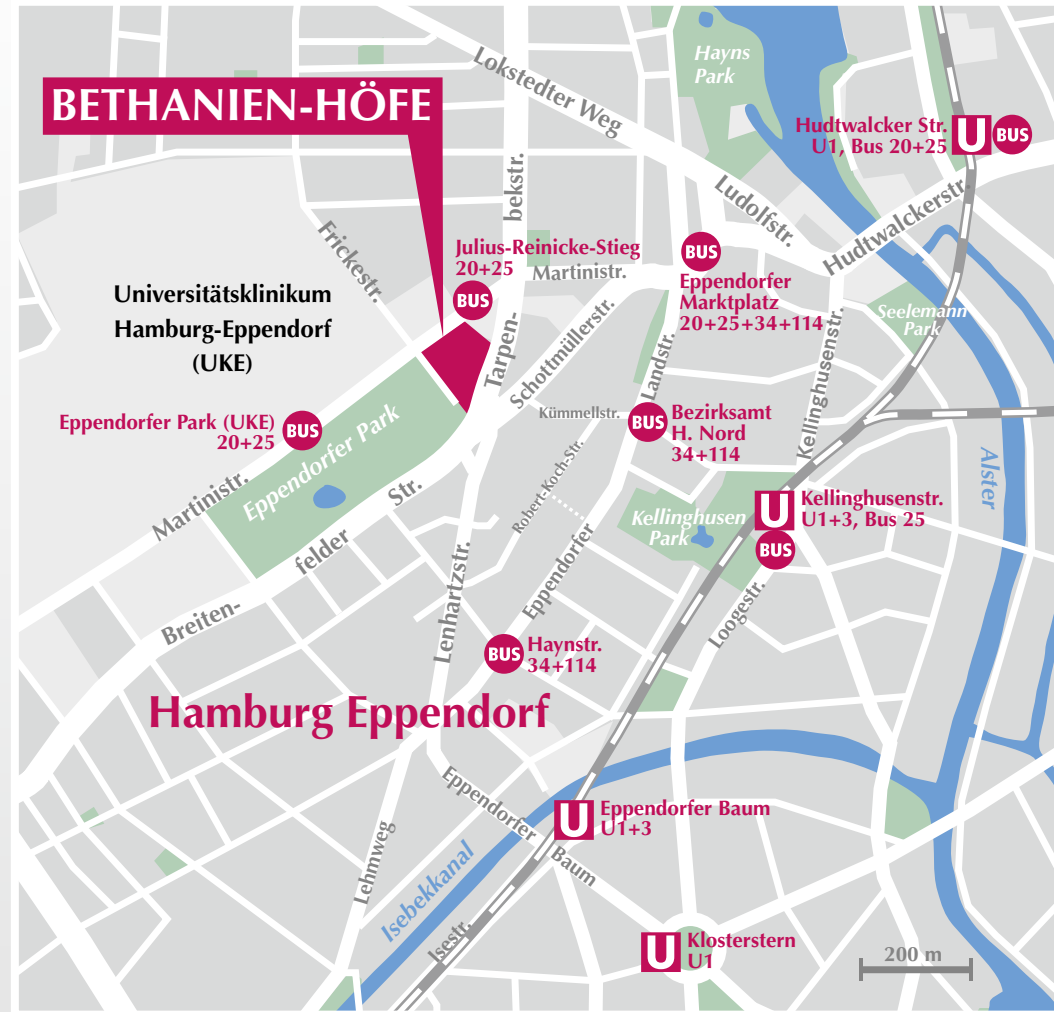 Hayns
Park
Lokstedter Weg
BETHANIEN-HÖFE
Hudtwalcker Str.
U1, Bus 20+25
U
BUS
Ludolfstr.
Hudtwalckerstr.
Tarpen-
bekstr.
Frickestr.
Julius-Reinicke-Stieg
20+25
BUS
Martinistr.
BUS
Eppendorfer
Marktplatz
20+25+34+114
Universitätsklinikum
Hamburg-Eppendorf
(UKE)
Seelemann
Park
Schottmüllerstr.
Landstr.
Kellinghusenstr.
Kümmellstr.
BUS
Bezirksamt
H. Nord
34+114
Eppendorfer Park (UKE)
20+25
BUS
Eppendorfer Park
Martinistr.
Robert-Koch-Str.
Alster
U
Kellinghusenstr.
U1+3, Bus 25
BUS
Kellinghusen
Park
Breiten-
felder
Str.
Eppendorfer
Lenhartzstr.
Loogestr.
BUS
Haynstr.
34+114
Hamburg Eppendorf
Eppendorfer
Baum
U
Eppendorfer Baum
U1+3
Lehmweg
Isebekkanal
Isestr.
U
Klosterstern
U1
200 m